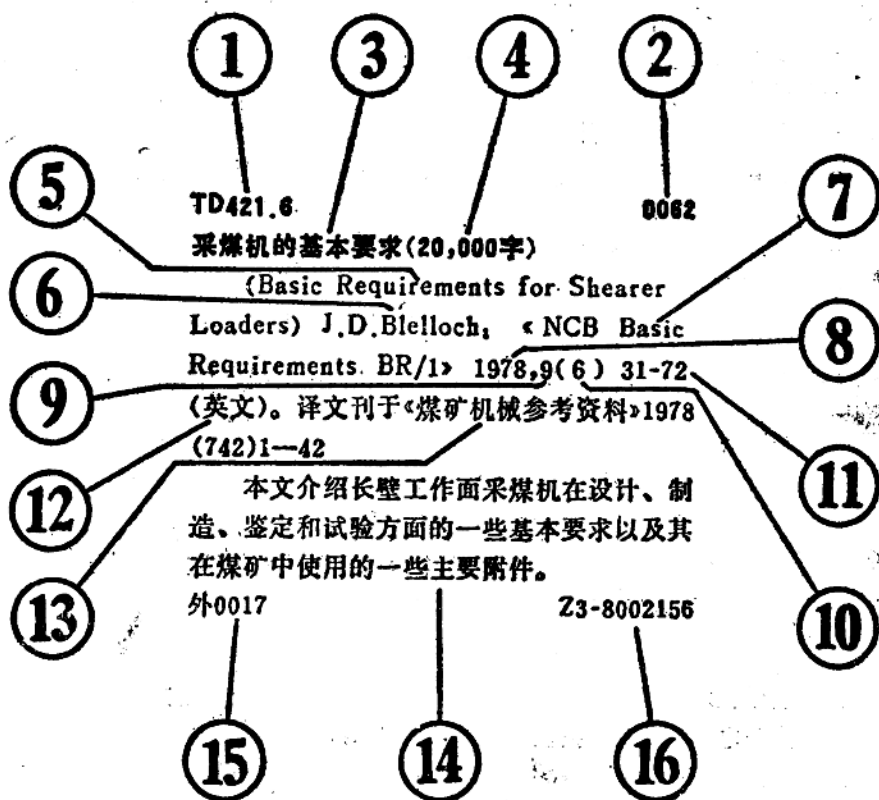 ① ③ ④ ②
⑤ ⑦
TD421.6 0062
采煤机的基本要求(20,000字)
(Basic Requirements for Shearer
⑥
Loaders) J.D.Blelloch, «NCB Basic
⑧
Requirements BR/1» 1978,9(6) 31-72
⑨
(英文)。译文刊于«煤矿机械参考资料»1978
(742)1—42
⑫ ⑪
本文介绍长壁工作面采煤机在设计、制
造、鉴定和试验方面的一些基本要求以及其
在煤矿中使用的一些主要附件。
⑬ ⑩
外0017 Z3-8002156
⑮ ⑭ ⑯